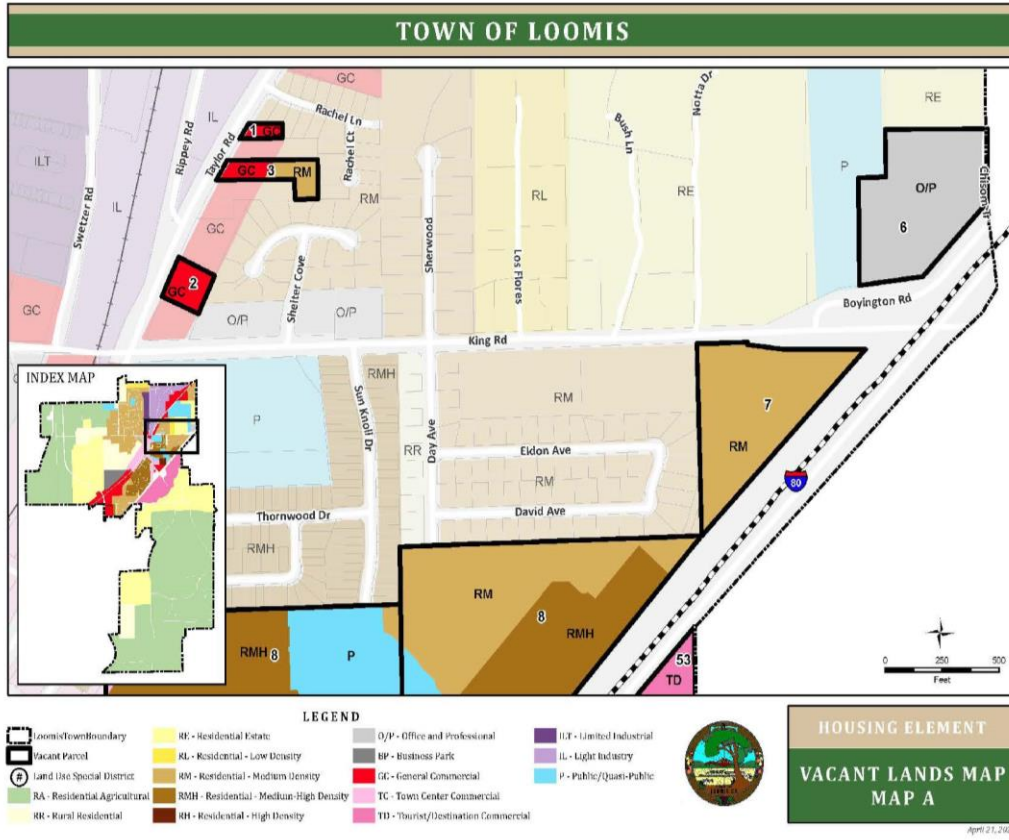 TOWN OF LOOMIS
GC
RE
Rachel Ln
Notta Dr
Bush Ln
1 GC
IL
Rippey Rd
Taylor Rd
Rachel Ct
ILT
IL
GC 3 RM
RM
P
O/P
Chisom Tr
RL
RE
Swetzer Rd
GC
Sherwood
Los Flores
6
Shelter Cove
GC 2
GC
O/P
O/P
Boyington Rd
King Rd
INDEX MAP
RMH
RM
7
P
Sun Knoll Dr
RR
Day Ave
Eldon Ave
RM
RM
80
Thornwood Dr
David Ave
RMH
RM
8
RMH 8
P
RMH
53
TD
0 250 500
Feet
LEGEND
LoomisTownBoundary
Vacant Parcel
# Land Use Special District
RA - Residential Agricultural
RR - Rural Residential
RE - Residential Estate
RL - Residential - Low Density
RM - Residential - Medium Density
RMH - Residential - Medium-High Density
RH - Residential - High Density
O/P - Office and Professional
BP - Business Park
GC - General Commercial
TC - Town Center Commercial
TD - Tourist/Destination Commercial
ILT - Limited Industrial
IL - Light Industry
P - Public/Quasi-Public
HOUSING ELEMENT
VACANT LANDS MAP
MAP A
April 21,